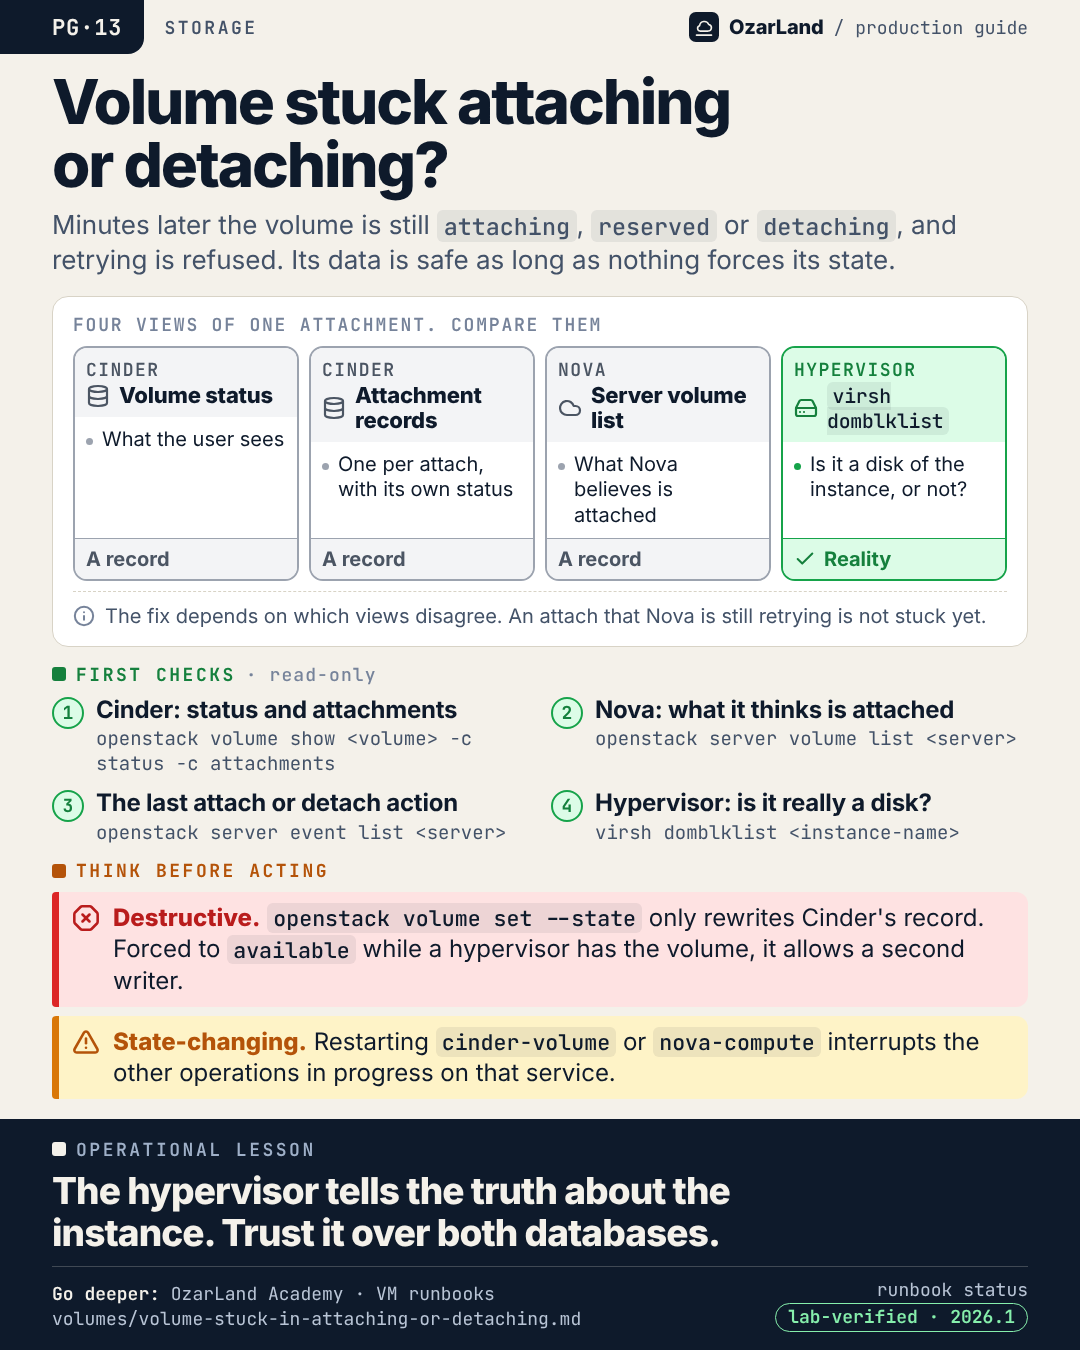 PG·13
STORAGE
OzarLand / production guide
Volume stuck attaching
or detaching?
Minutes later the volume is still attaching, reserved or detaching, and
retrying is refused. Its data is safe as long as nothing forces its state.
FOUR VIEWS OF ONE ATTACHMENT. COMPARE THEM
CINDER
Volume status
What the user sees
A record
CINDER
Attachment
records
One per attach,
with its own status
A record
NOVA
Server volume
list
What Nova
believes is
attached
A record
HYPERVISOR
virsh
domblklist
Is it a disk of the
instance, or not?
Reality
The fix depends on which views disagree. An attach that Nova is still retrying is not stuck yet.
FIRST CHECKS · read-only
1 Cinder: status and attachments
openstack volume show <volume> -c
status -c attachments
2 Nova: what it thinks is attached
openstack server volume list <server>
3 The last attach or detach action
openstack server event list <server>
4 Hypervisor: is it really a disk?
virsh domblklist <instance-name>
THINK BEFORE ACTING
Destructive. openstack volume set --state only rewrites Cinder's record.
Forced to available while a hypervisor has the volume, it allows a second
writer.
State-changing. Restarting cinder-volume or nova-compute interrupts the
other operations in progress on that service.
OPERATIONAL LESSON
The hypervisor tells the truth about the
instance. Trust it over both databases.
Go deeper: OzarLand Academy · VM runbooks
volumes/volume-stuck-in-attaching-or-detaching.md
runbook status
lab-verified · 2026.1